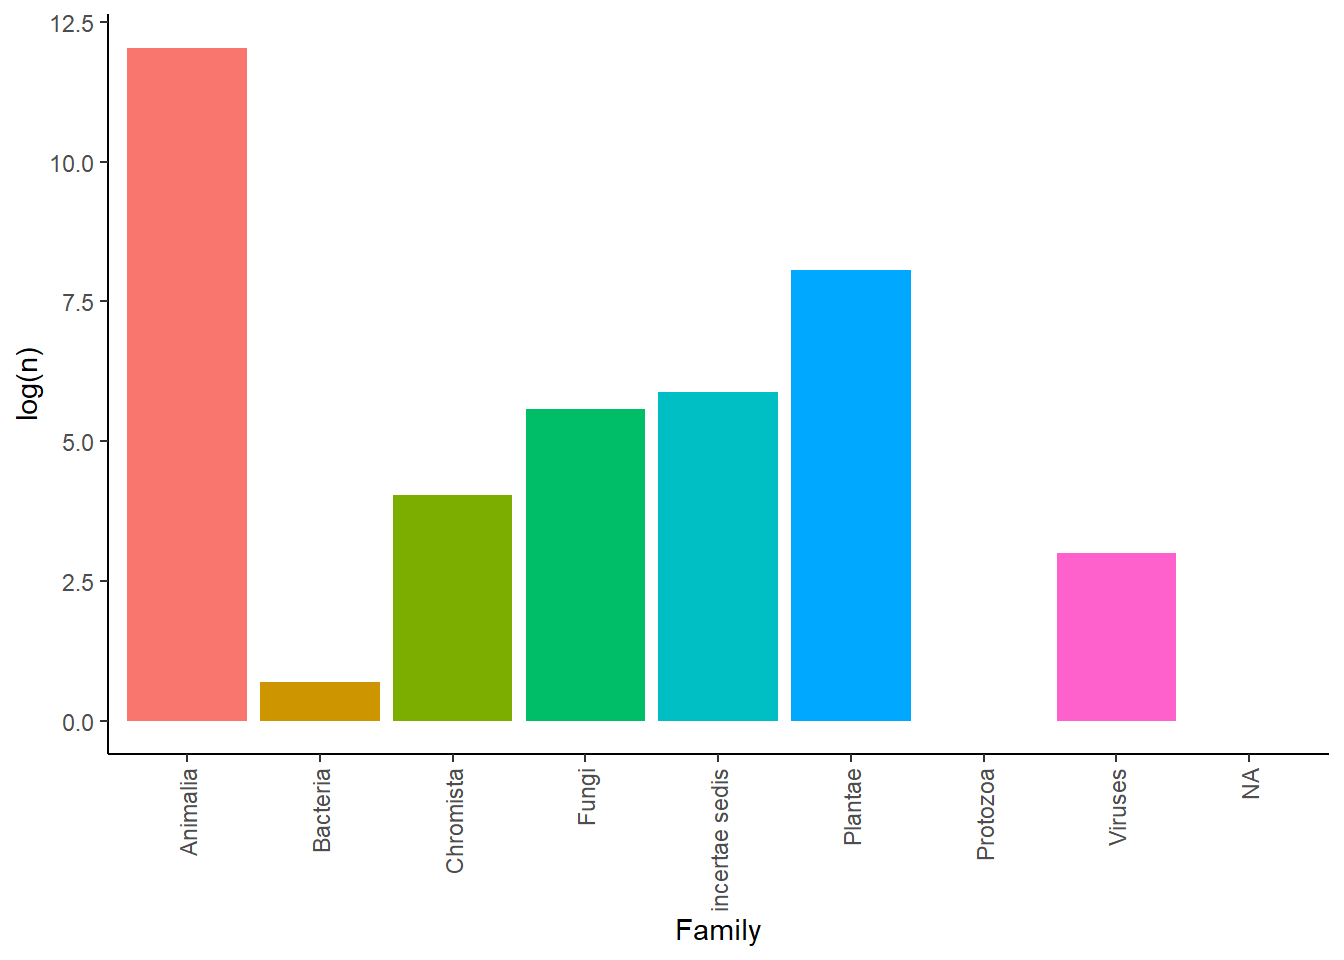 12.5
10.0
7.5
5.0
2.5
0.0
log(n)
Animalia
Bacteria
Chromista
Fungi
incertae sedis
Plantae
Protozoa
Viruses
NA
Family